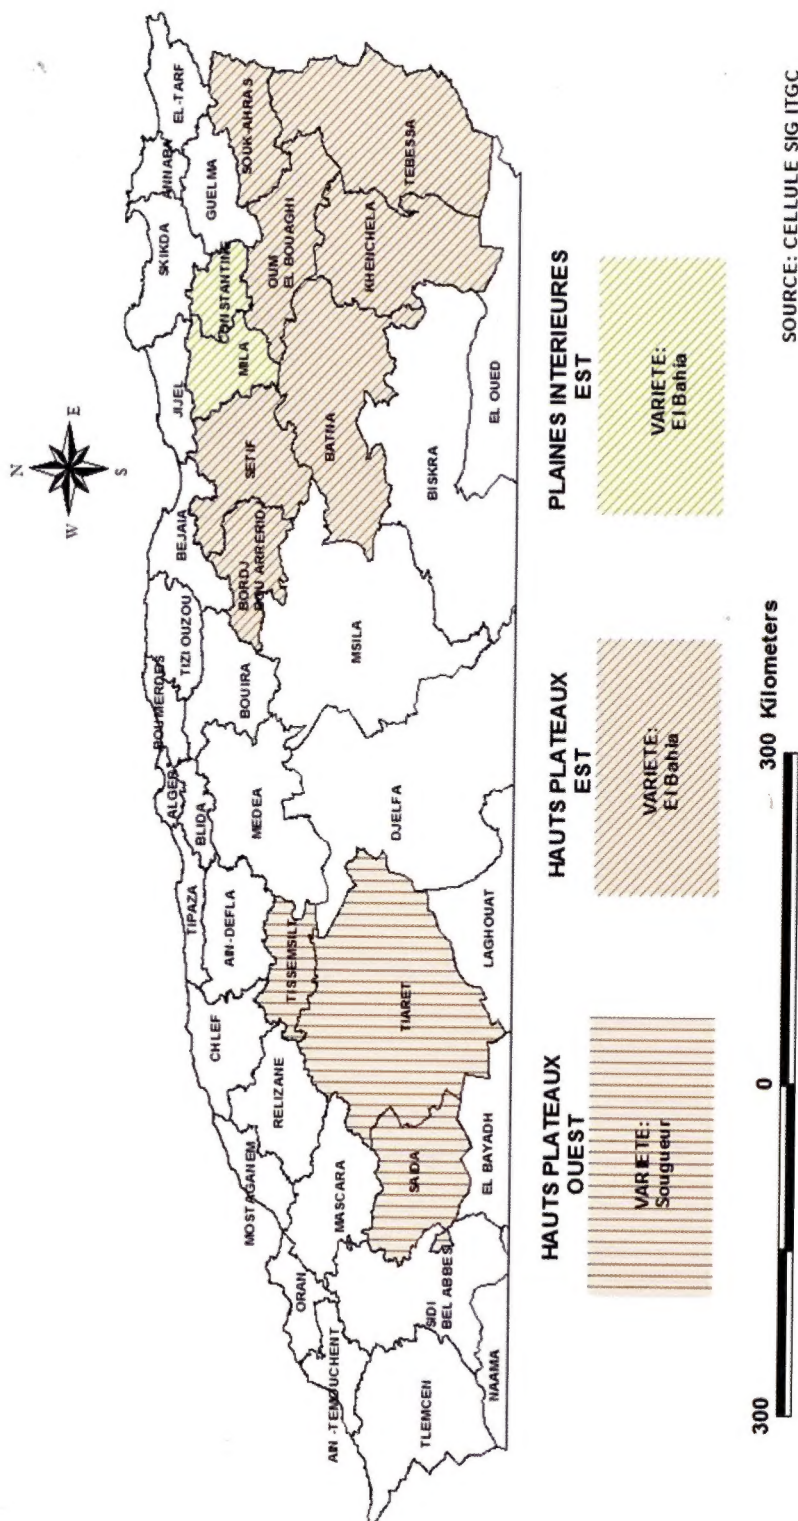 N
W
E
S
EL-TARF
ANNABA
SKIKDA
GUELMA
SOUK-AHRAS
JIJEL
CONSTANTINE
MILA
OUM
EL BOUAGHI
TEBESSA
KHENCHELA
BEJAIA
SETIF
BATNA
BORDJ
BOU ARRERID
BISKRA
EL OUED
TIZI OUZOU
BOUMERDES
BOUIRA
MSILA
ALGER
BLIDA
MEDEA
DJELFA
TIPAZA
AIN-DEFLA
TISSEMSILT
CHLEF
TIARET
LAGHOUAT
RELIZANE
MOSTAGANEM
MASCARA
SAIDA
EL BAYADH
ORAN
SIDI
BEL ABBES
AIN -TEMOUCHENT
TLEMCEN
NAAMA
HAUTS PLATEAUX
OUEST
VARIETE:
Sougueur
HAUTS PLATEAUX
EST
VARIETE:
El Bahia
PLAINES INTERIEURES
EST
VARIETE:
El Bahia
300
0
300 Kilometers
SOURCE: CELLULE SIG ITGC